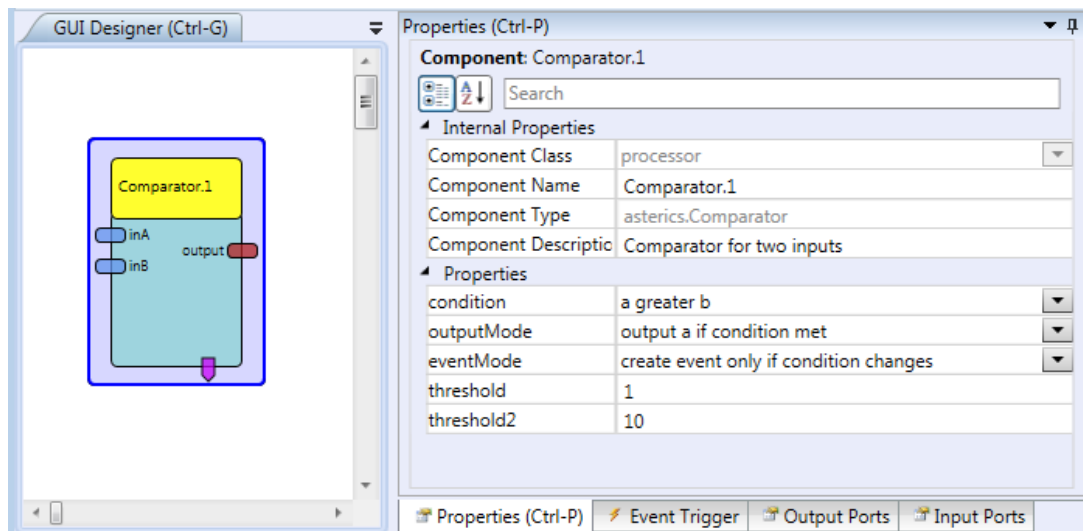 GUI Designer (Ctrl-G)
Comparator.1
inA
output
inB
Properties (Ctrl-P)
Component: Comparator.1
Search
Internal Properties
Component Class processor
Component Name Comparator.1
Component Type asterics.Comparator
Component Descriptio Comparator for two inputs
Properties
condition a greater b
outputMode output a if condition met
eventMode create event only if condition changes
threshold 1
threshold2 10
Properties (Ctrl-P) Event Trigger Output Ports Input Ports